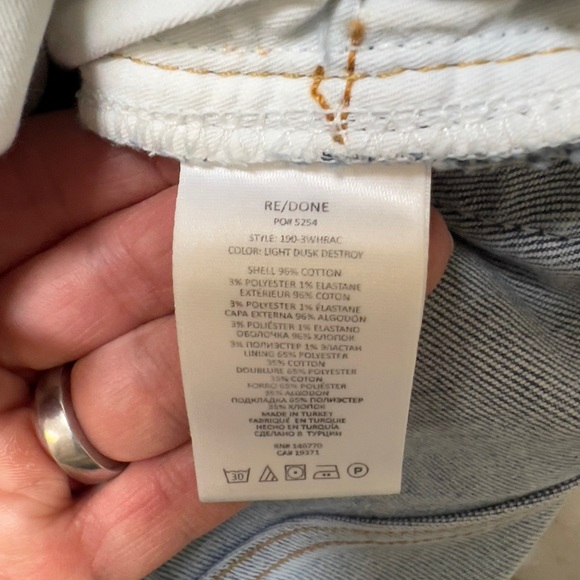 RE/DONE
PO# 5254
STYLE: 190-3WHRAC
COLOR: LIGHT DUSK DESTROY
SHELL 96% COTTON
3% POLYESTER 1% ELASTANE
EXTÉRIEUR 96% COTON
3% POLYESTER 1% ELASTANE
CAPA EXTERNA 96% ALGODÓN
3% POLIÉSTER 1% ELASTANO
ОБОЛОЧКА 96% ХЛОПОК
3% ПОЛИЭСТЕР 1% ЭЛАСТАН
LINING 65% POLYESTER
35% COTTON
DOUBLURE 65% POLYESTER
35% COTON
FORRO 65% POLIÉSTER
35% ALGODÓN
ПОДКЛАДКА 65% ПОЛИЭСТЕР
35% ХЛОПОК
MADE IN TURKEY
FABRIQUÉ EN TURQUIE
HECHO EN TURQUÍA
СДЕЛАНО В ТУРЦИИ
RN# 146770
CA# 19371
30 P